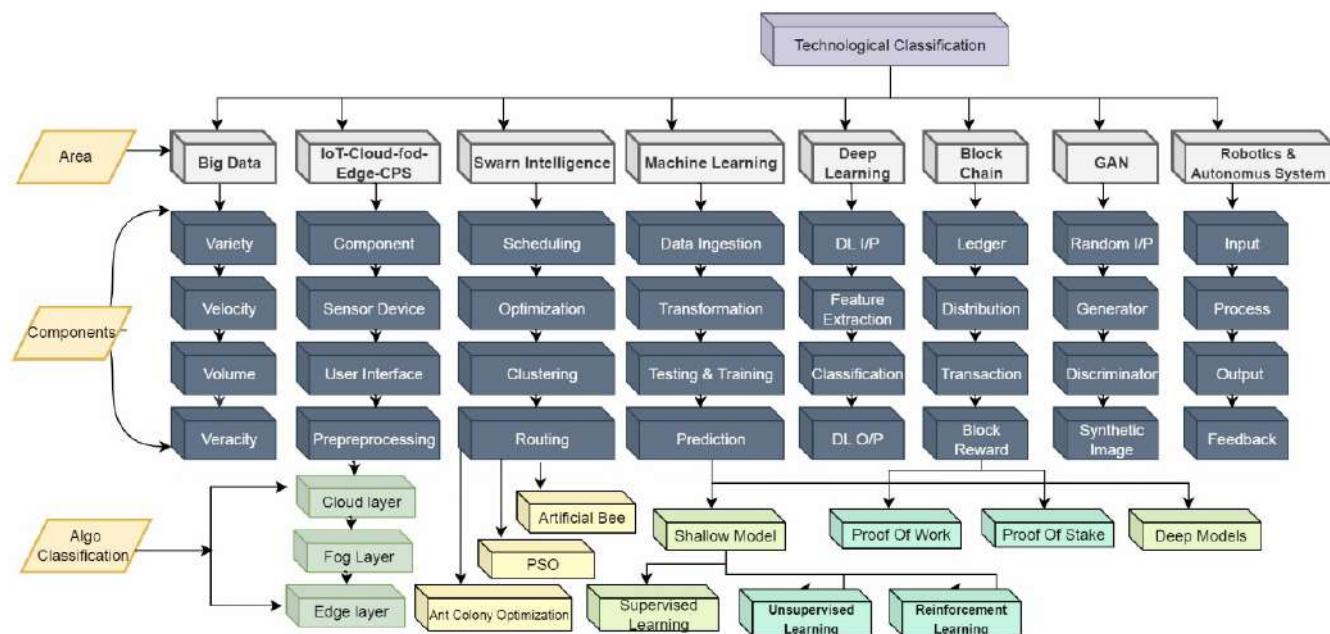 Technological Classification
Area
Big Data
IoT-Cloud-fod-
Edge-CPS
Swarn Intelligence
Machine Learning
Deep
Learning
Block
Chain
GAN
Robotics &
Autonomus System
Components
Variety
Component
Scheduling
Data Ingestion
DL I/P
Ledger
Random I/P
Input
Velocity
Sensor Device
Optimization
Transformation
Feature
Extraction
Distribution
Generator
Process
Volume
User Interface
Clustering
Testing & Training
Classification
Transaction
Discriminator
Output
Veracity
Prepreprocessing
Routing
Prediction
DL O/P
Block
Reward
Synthetic
Image
Feedback
Algo
Classification
Cloud layer
Artificial Bee
Shallow Model
Proof Of Work
Proof Of Stake
Deep Models
Fog Layer
PSO
Edge layer
Ant Colony Optimization
Supervised
Learning
Unsupervised
Learning
Reinforcement
Learning